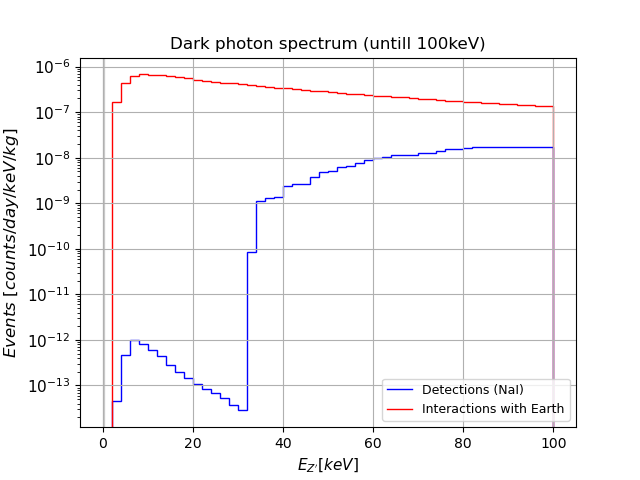 Dark photon spectrum (untill 100keV)
Events [counts/day/keV/kg]
10⁻⁶
10⁻⁷
10⁻⁸
10⁻⁹
10⁻¹⁰
10⁻¹¹
10⁻¹²
10⁻¹³
Detections (NaI)
Interactions with Earth
0 20 40 60 80 100
E_Z′[keV]